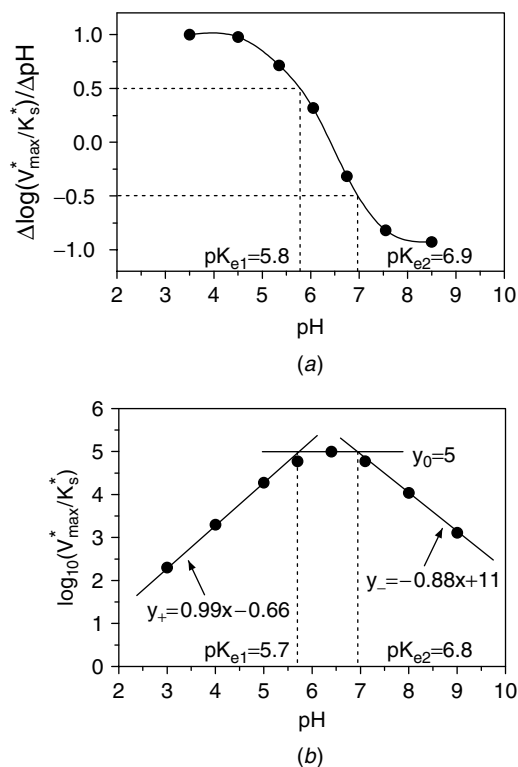 1.0
0.5
0.0
−0.5
−1.0
Δlog(V*max/K*s)/ΔpH
pKe1=5.8
pKe2=6.9
2 3 4 5 6 7 8 9 10
pH
(a)
6
5
4
3
2
1
0
log10(V*max/K*s)
y0=5
y+=0.99x−0.66
y−=−0.88x+11
pKe1=5.7
pKe2=6.8
2 3 4 5 6 7 8 9 10
pH
(b)